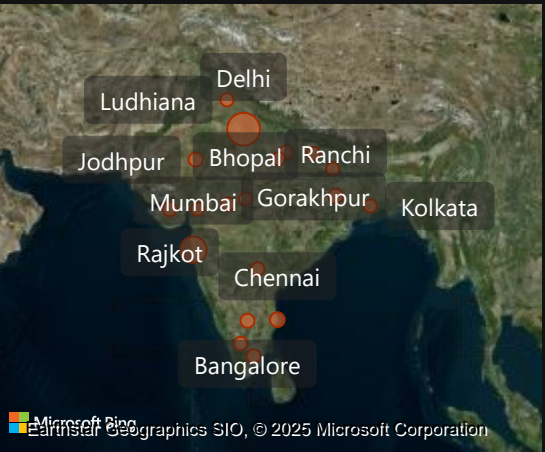 Delhi
Ludhiana
Jodhpur
Bhopal
Ranchi
Mumbai
Gorakhpur
Kolkata
Rajkot
Chennai
Bangalore
Microsoft Bing
Earthstar Geographics SIO, © 2025 Microsoft Corporation